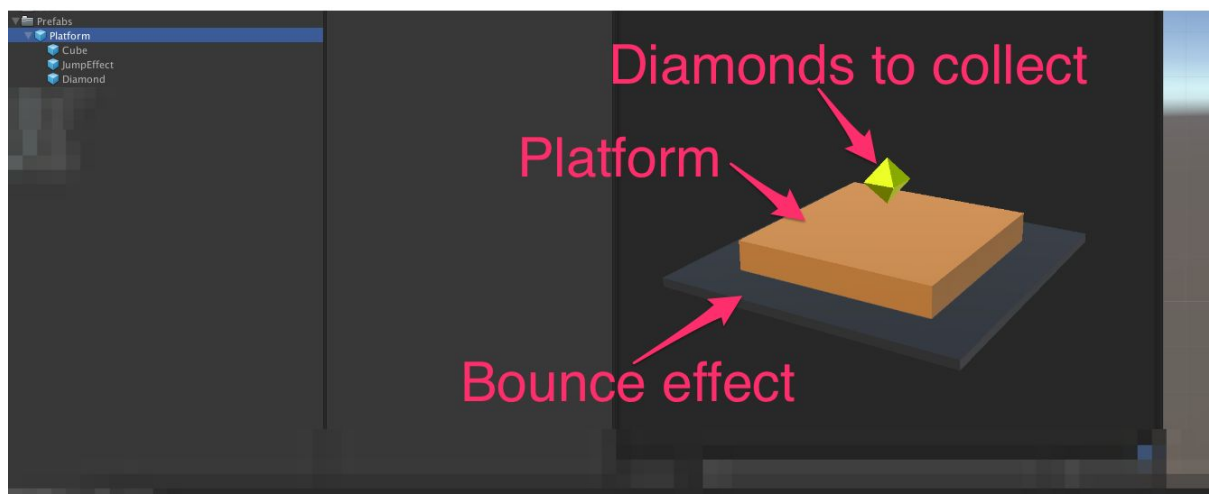 Prefabs
Platform
Cube
JumpEffect
Diamond
Diamonds to collect
Platform
Bounce effect